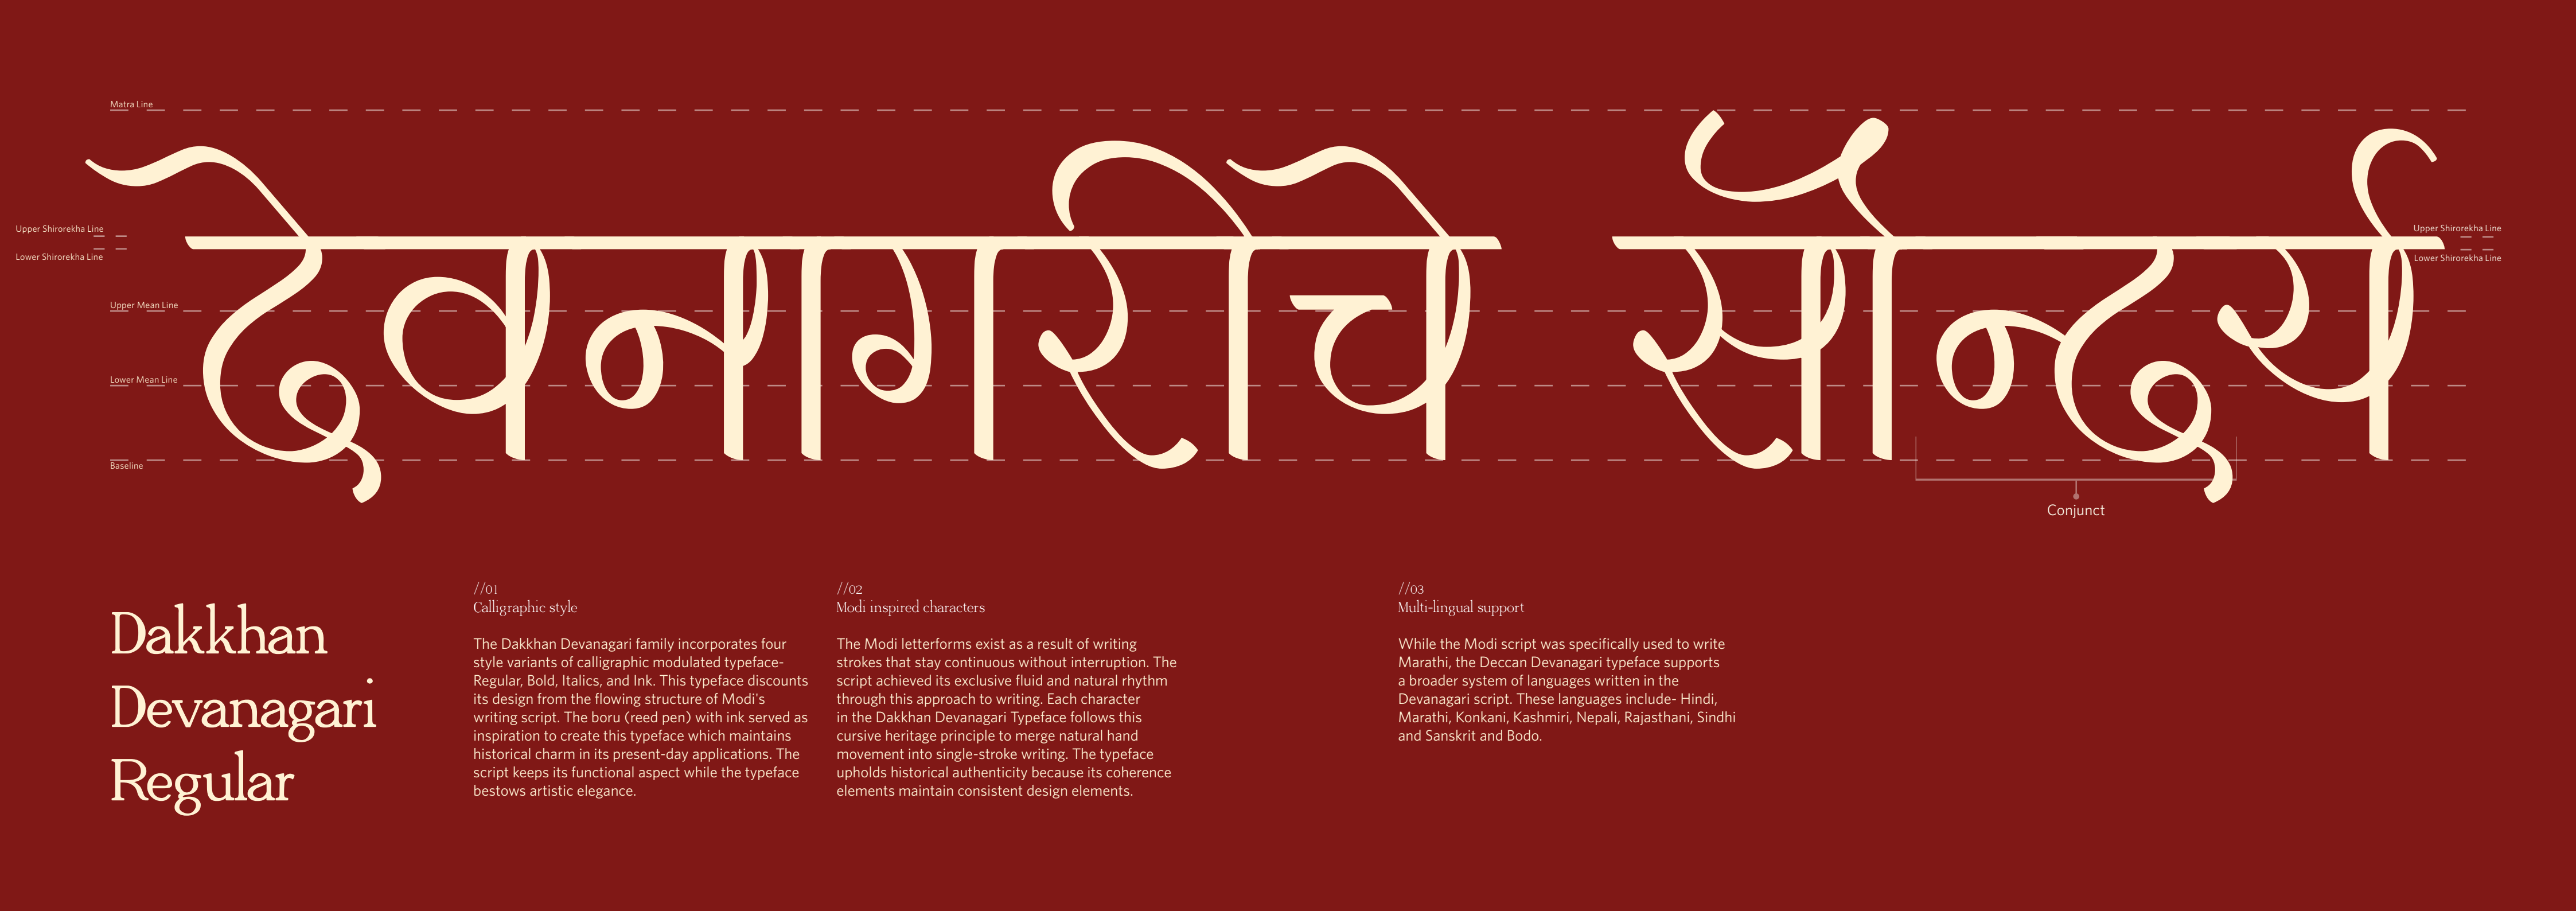 Matra Line
देवनागरीचे सौन्दर्य
Upper Shirorekha Line
Lower Shirorekha Line
Upper Shirorekha Line
Lower Shirorekha Line
Upper Mean Line
Lower Mean Line
Baseline
Conjunct
Dakkhan
Devanagari
Regular
//01
Calligraphic style
The Dakkhan Devanagari family incorporates four
style variants of calligraphic modulated typeface-
Regular, Bold, Italics, and Ink. This typeface discounts
its design from the flowing structure of Modi's
writing script. The boru (reed pen) with ink served as
inspiration to create this typeface which maintains
historical charm in its present-day applications. The
script keeps its functional aspect while the typeface
bestows artistic elegance.
//02
Modi inspired characters
The Modi letterforms exist as a result of writing
strokes that stay continuous without interruption. The
script achieved its exclusive fluid and natural rhythm
through this approach to writing. Each character
in the Dakkhan Devanagari Typeface follows this
cursive heritage principle to merge natural hand
movement into single-stroke writing. The typeface
upholds historical authenticity because its coherence
elements maintain consistent design elements.
//03
Multi-lingual support
While the Modi script was specifically used to write
Marathi, the Deccan Devanagari typeface supports
a broader system of languages written in the
Devanagari script. These languages include- Hindi,
Marathi, Konkani, Kashmiri, Nepali, Rajasthani, Sindhi
and Sanskrit and Bodo.